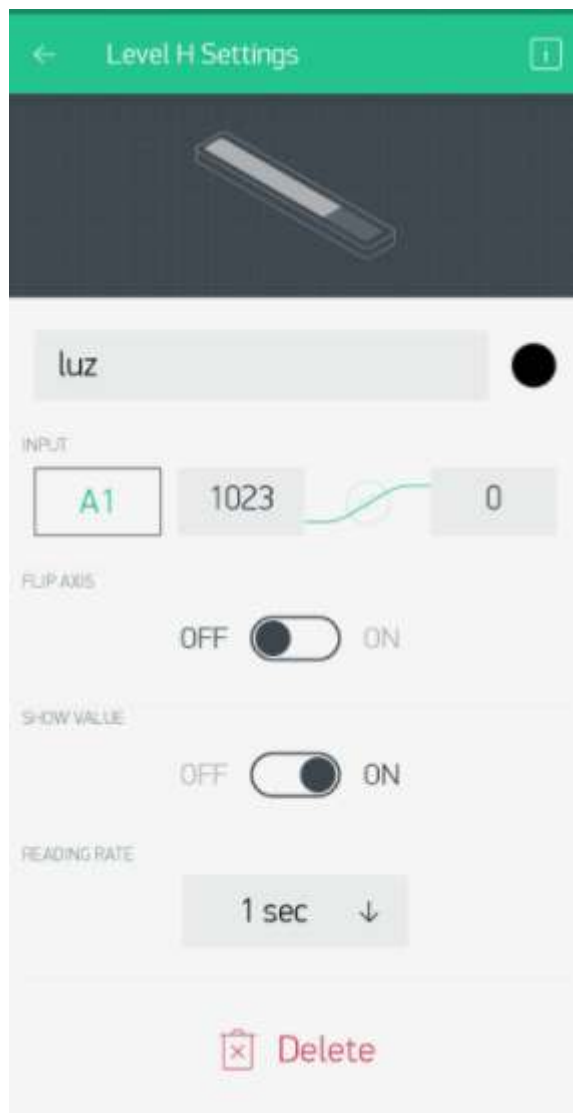 Level H Settings
luz
INPUT
A1 1023 0
FLIP AXIS
OFF ON
SHOW VALUE
OFF ON
READING RATE
1 sec
Delete